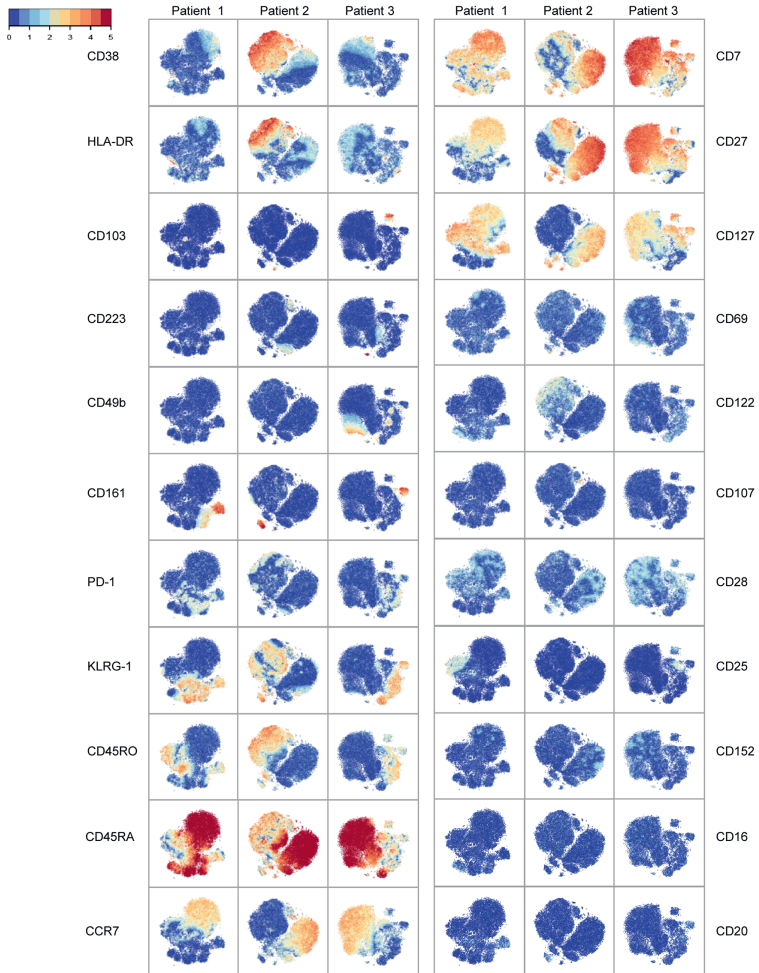 Patient 1 Patient 2 Patient 3 Patient 1 Patient 2 Patient 3
0 1 2 3 4 5
CD38 CD7
HLA-DR CD27
CD103 CD127
CD223 CD69
CD49b CD122
CD161 CD107
PD-1 CD28
KLRG-1 CD25
CD45RO CD152
CD45RA CD16
CCR7 CD20